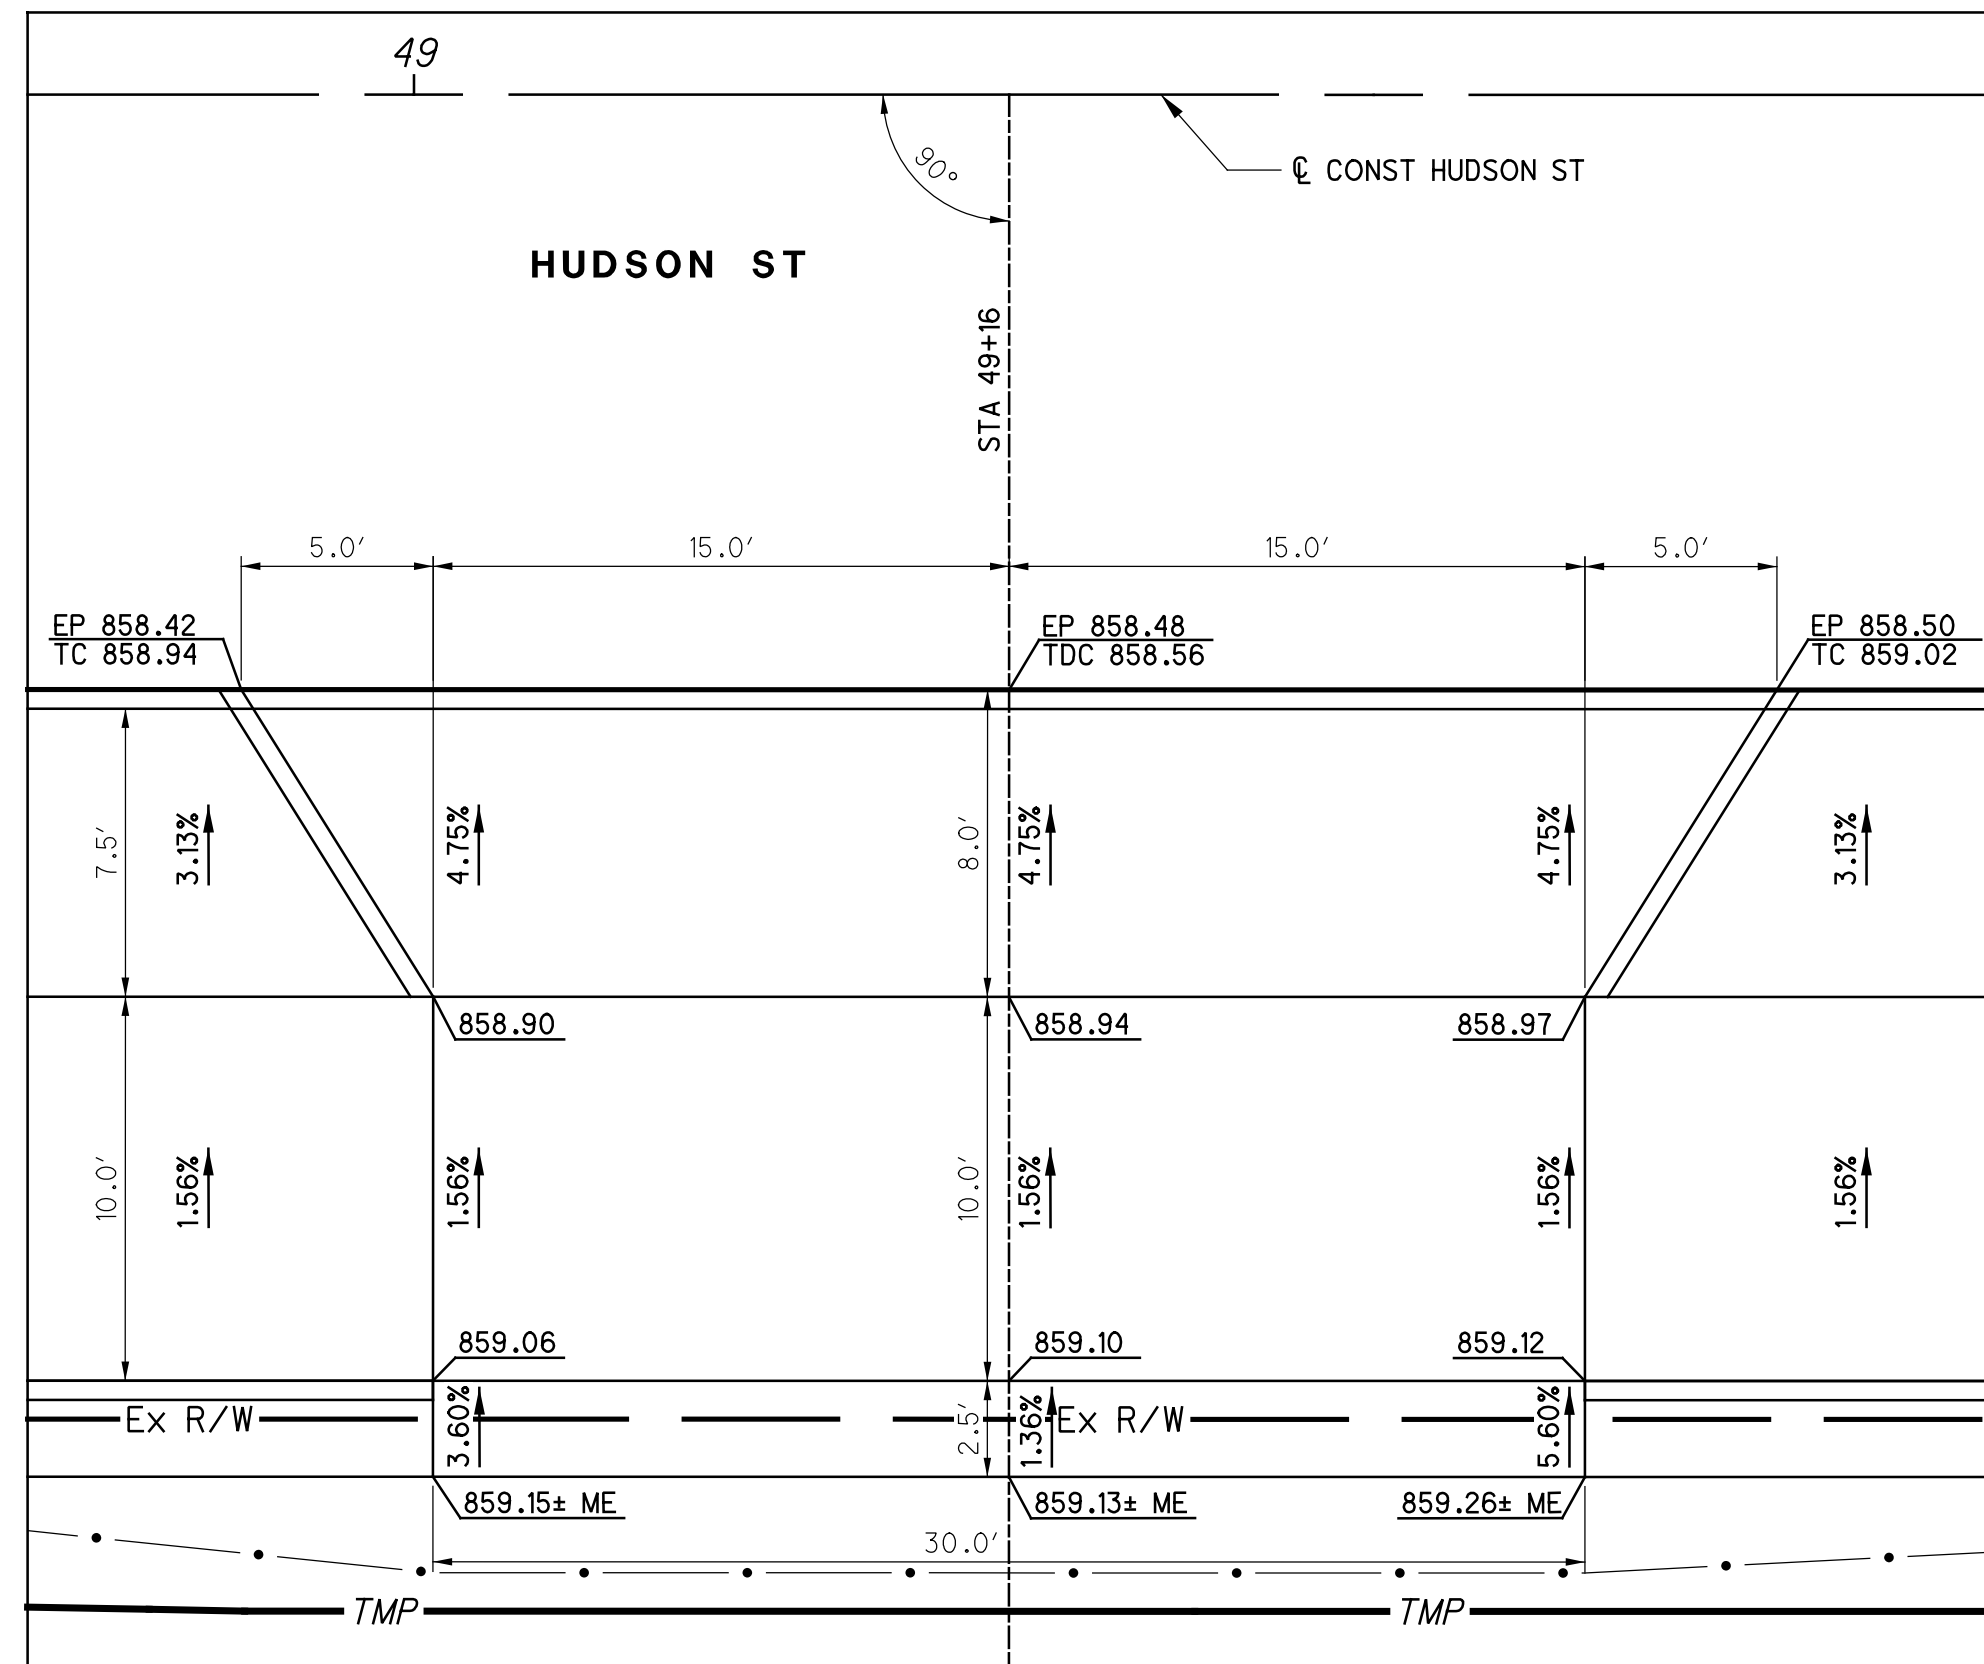 49
90°
℄ CONST HUDSON ST
HUDSON ST
STA 49+16
5.0'
15.0'
15.0'
5.0'
EP 858.42
TC 858.94
EP 858.48
TDC 858.56
EP 858.50
TC 859.02
7.5'
3.13%
4.75%
8.0'
4.75%
4.75%
3.13%
858.90
858.94
858.97
10.0'
1.56%
1.56%
10.0'
1.56%
1.56%
1.56%
859.06
859.10
859.12
Ex R/W
3.60%
2.5'
1.36%
Ex R/W
5.60%
859.15± ME
859.13± ME
859.26± ME
30.0'
TMP
TMP